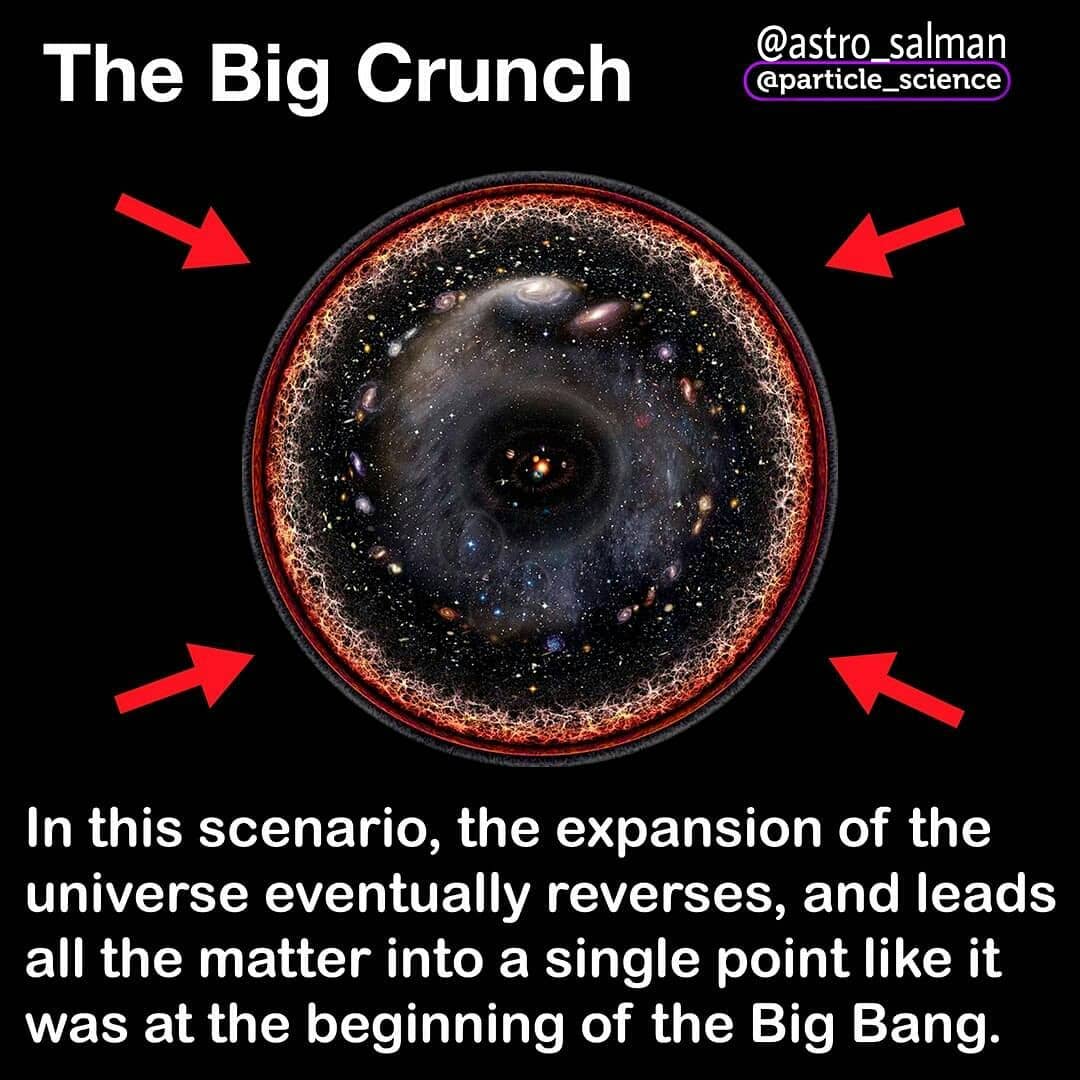 The Big Crunch
@astro_salman
@particle_science
In this scenario, the expansion of the
universe eventually reverses, and leads
all the matter into a single point like it
was at the beginning of the Big Bang.